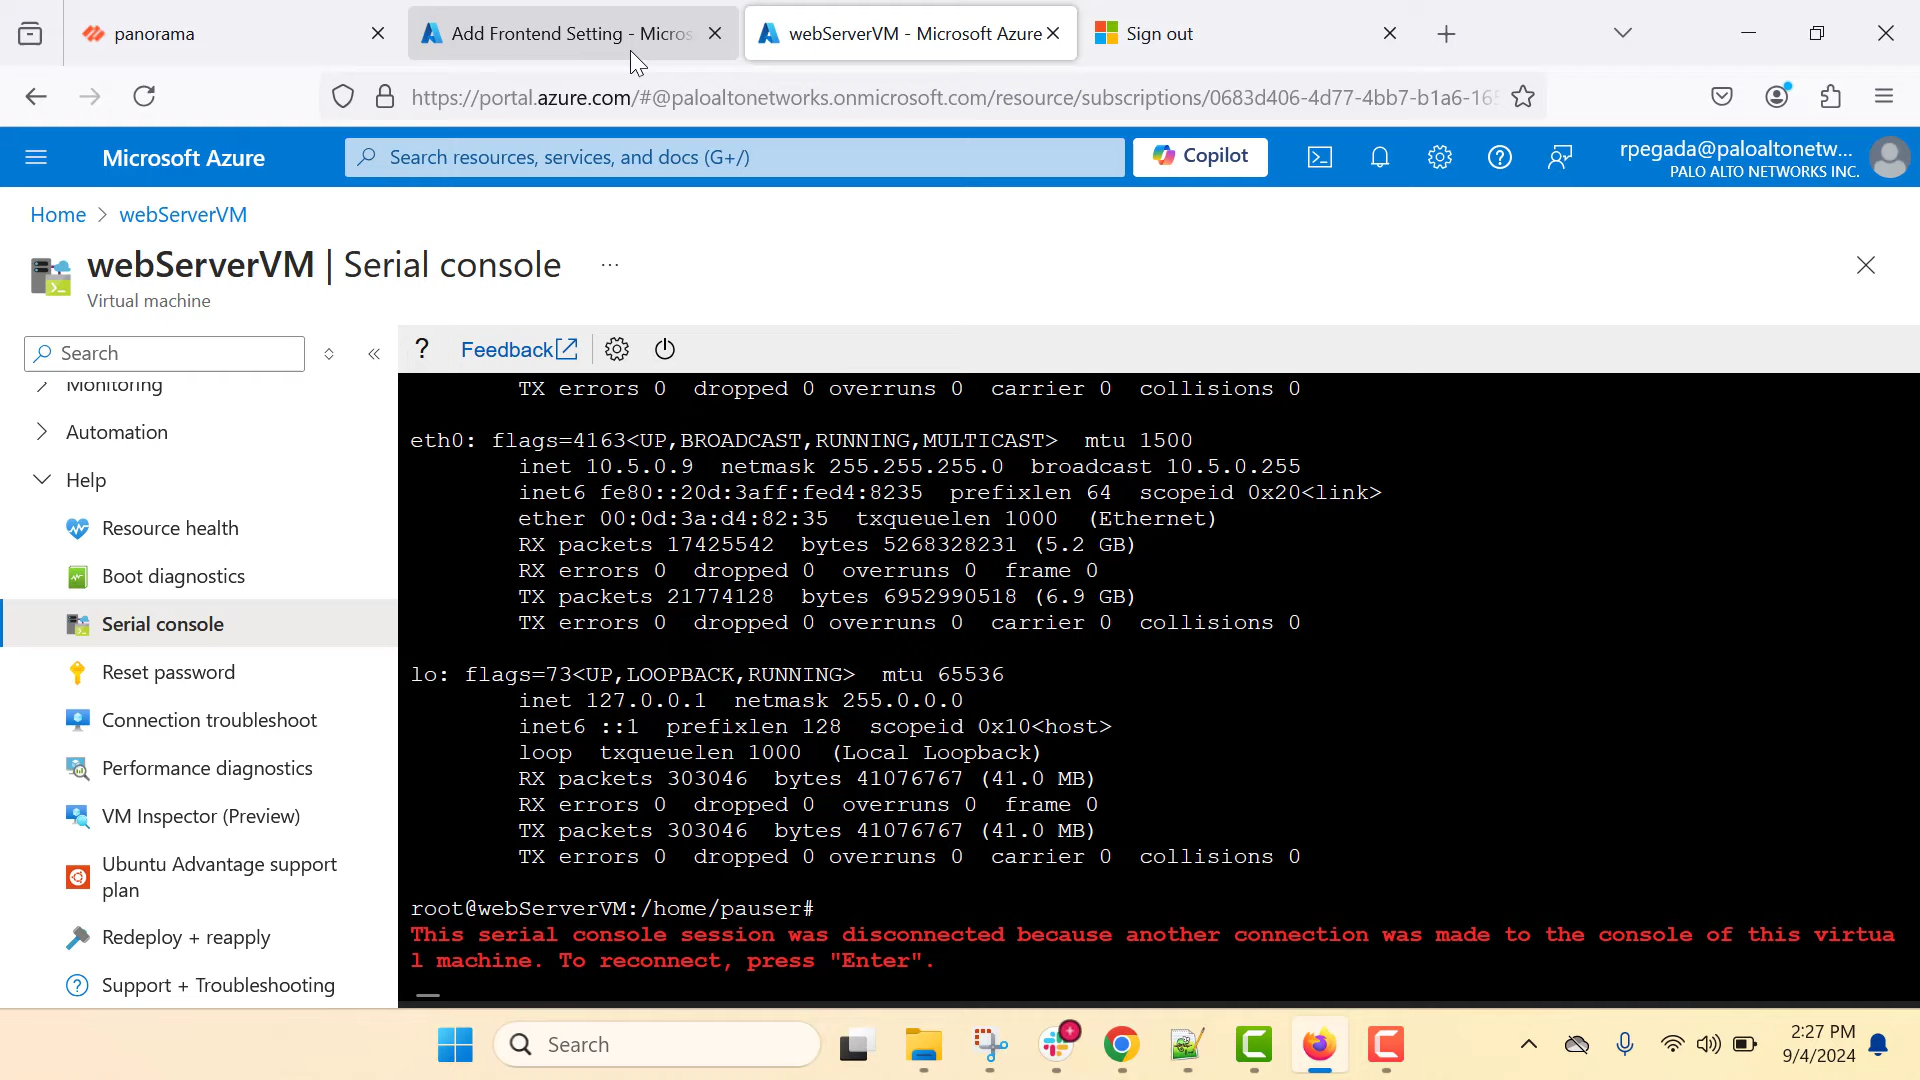 panorama
Add Frontend Setting - Micros
webServerVM - Microsoft Azure
Sign out
https://portal.azure.com/#@paloaltonetworks.onmicrosoft.com/resource/subscriptions/0683d406-4d77-4bb7-b1a6-165
Microsoft Azure
Search resources, services, and docs (G+/)
Copilot
rpegada@paloaltonetw...
PALO ALTO NETWORKS INC.
Home > webServerVM
webServerVM | Serial console ...
Virtual machine
Search
Feedback
Monitoring
Automation
Help
Resource health
Boot diagnostics
Serial console
Reset password
Connection troubleshoot
Performance diagnostics
VM Inspector (Preview)
Ubuntu Advantage support
plan
Redeploy + reapply
Support + Troubleshooting
TX errors 0  dropped 0 overruns 0  carrier 0  collisions 0
eth0: flags=4163<UP,BROADCAST,RUNNING,MULTICAST>  mtu 1500
inet 10.5.0.9  netmask 255.255.255.0  broadcast 10.5.0.255
inet6 fe80::20d:3aff:fed4:8235  prefixlen 64  scopeid 0x20<link>
ether 00:0d:3a:d4:82:35  txqueuelen 1000  (Ethernet)
RX packets 17425542  bytes 5268328231 (5.2 GB)
RX errors 0  dropped 0  overruns 0  frame 0
TX packets 21774128  bytes 6952990518 (6.9 GB)
TX errors 0  dropped 0 overruns 0  carrier 0  collisions 0
lo: flags=73<UP,LOOPBACK,RUNNING>  mtu 65536
inet 127.0.0.1  netmask 255.0.0.0
inet6 ::1  prefixlen 128  scopeid 0x10<host>
loop  txqueuelen 1000  (Local Loopback)
RX packets 303046  bytes 41076767 (41.0 MB)
RX errors 0  dropped 0  overruns 0  frame 0
TX packets 303046  bytes 41076767 (41.0 MB)
TX errors 0  dropped 0 overruns 0  carrier 0  collisions 0
root@webServerVM:/home/pauser#
This serial console session was disconnected because another connection was made to the console of this virtua
l machine. To reconnect, press "Enter".
Search
2:27 PM
9/4/2024